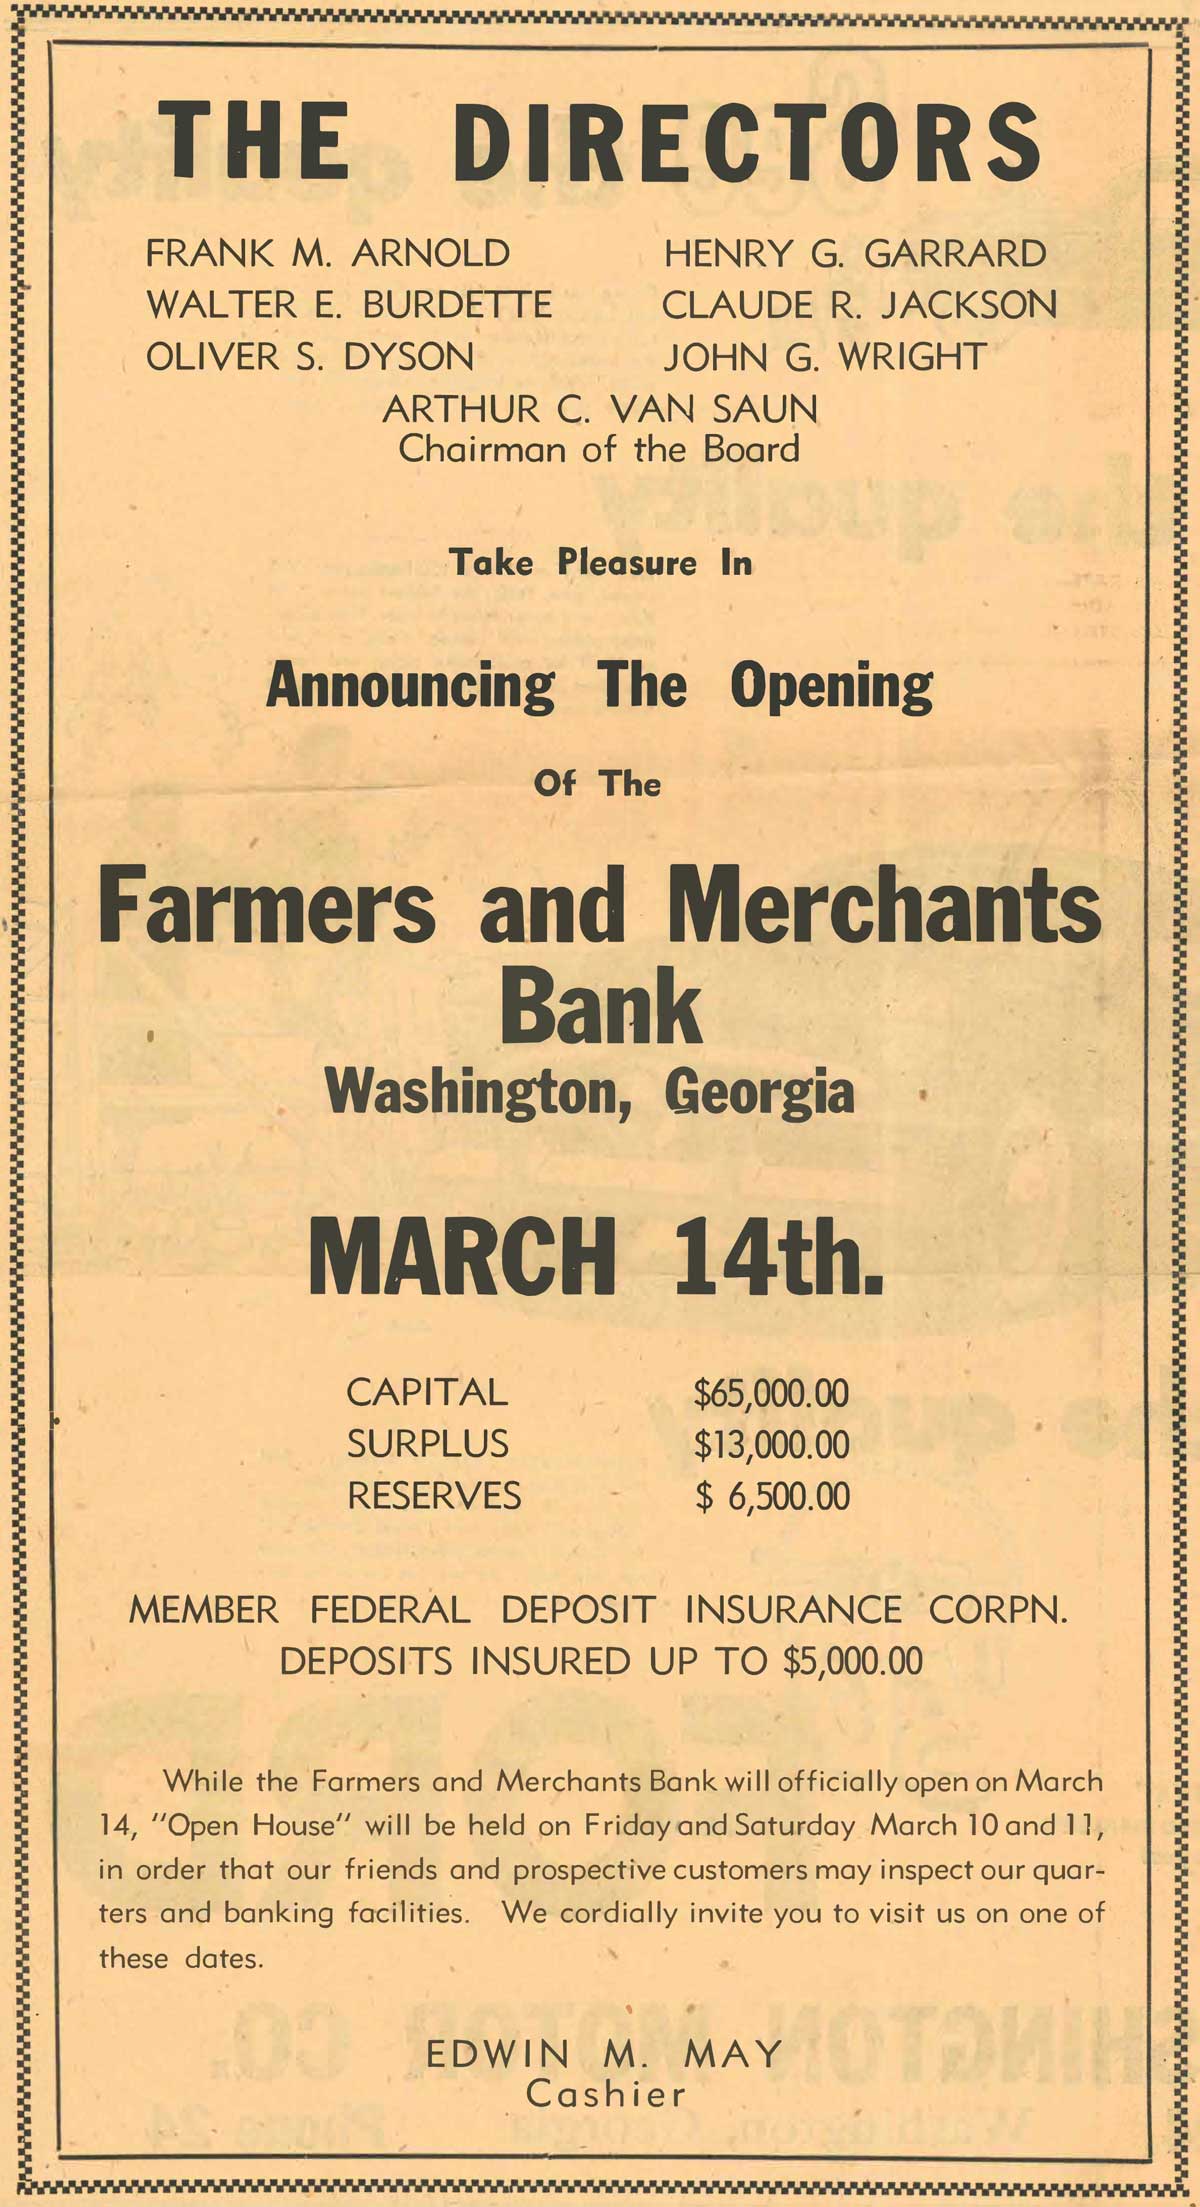 THE DIRECTORS
FRANK M. ARNOLD HENRY G. GARRARD
WALTER E. BURDETTE CLAUDE R. JACKSON
OLIVER S. DYSON JOHN G. WRIGHT
ARTHUR C. VAN SAUN
Chairman of the Board
Take Pleasure In
Announcing The Opening
Of The
Farmers and Merchants
Bank
Washington, Georgia
MARCH 14th.
CAPITAL $65,000.00
SURPLUS $13,000.00
RESERVES $ 6,500.00
MEMBER FEDERAL DEPOSIT INSURANCE CORPN.
DEPOSITS INSURED UP TO $5,000.00
While the Farmers and Merchants Bank will officially open on March
14, "Open House" will be held on Friday and Saturday March 10 and 11,
in order that our friends and prospective customers may inspect our quar-
ters and banking facilities. We cordially invite you to visit us on one of
these dates.
EDWIN M. MAY
Cashier